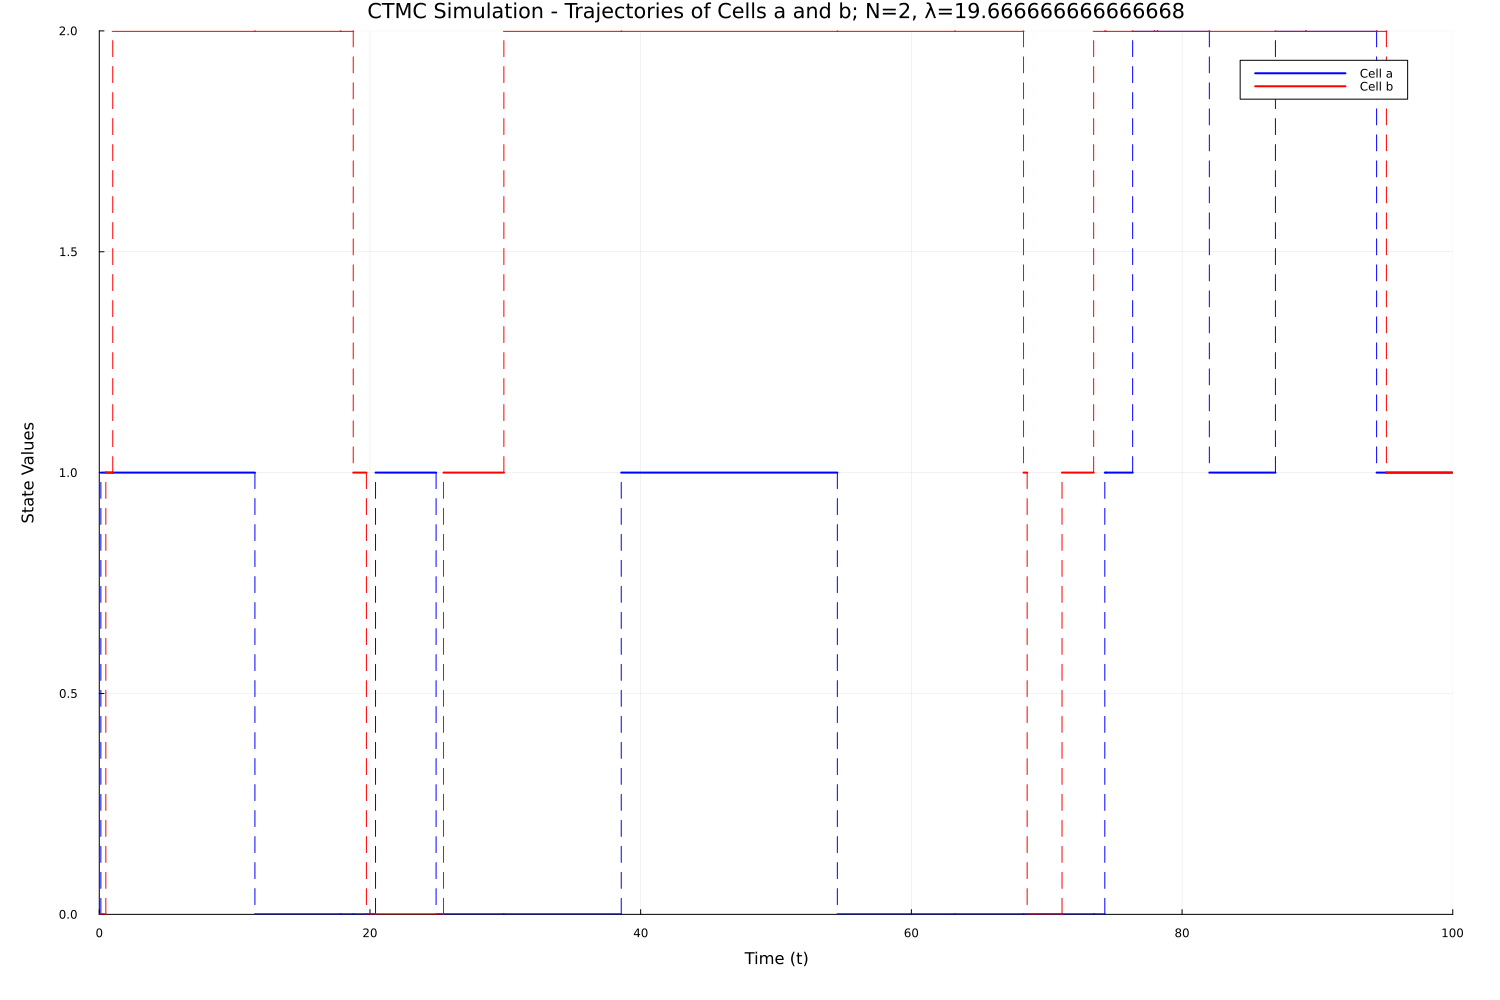 CTMC Simulation - Trajectories of Cells a and b; N=2, λ=19.666666666666668
2.0
Cell a
Cell b
1.5
1.0
State Values
0.5
0.0
0
20
40
60
80
100
Time (t)